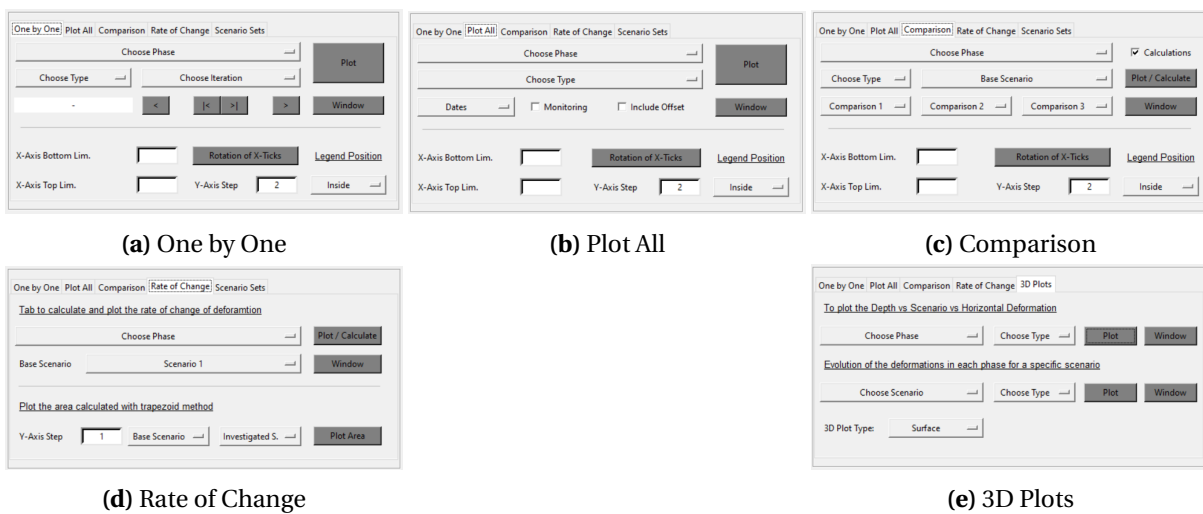 One by One Plot All Comparison Rate of Change Scenario Sets
Choose Phase
Plot
Choose Type Choose Iteration
- < |< >| > Window
X-Axis Bottom Lim. Rotation of X-Ticks Legend Position
X-Axis Top Lim. Y-Axis Step 2 Inside
(a) One by One
One by One Plot All Comparison Rate of Change Scenario Sets
Choose Phase
Plot
Choose Type
Dates Monitoring Include Offset Window
X-Axis Bottom Lim. Rotation of X-Ticks Legend Position
X-Axis Top Lim. Y-Axis Step 2 Inside
(b) Plot All
One by One Plot All Comparison Rate of Change Scenario Sets
Choose Phase Calculations
Choose Type Base Scenario Plot / Calculate
Comparison 1 Comparison 2 Comparison 3 Window
X-Axis Bottom Lim. Rotation of X-Ticks Legend Position
X-Axis Top Lim. Y-Axis Step 2 Inside
(c) Comparison
One by One Plot All Comparison Rate of Change Scenario Sets
Tab to calculate and plot the rate of change of deforamtion
Choose Phase Plot / Calculate
Base Scenario Scenario 1 Window
Plot the area calculated with trapezoid method
Y-Axis Step 1 Base Scenario Investigated S. Plot Area
(d) Rate of Change
One by One Plot All Comparison Rate of Change 3D Plots
To plot the Depth vs Scenario vs Horizontal Deformation
Choose Phase Choose Type Plot Window
Evolution of the deformations in each phase for a specific scenario
Choose Scenario Choose Type Plot Window
3D Plot Type: Surface
(e) 3D Plots